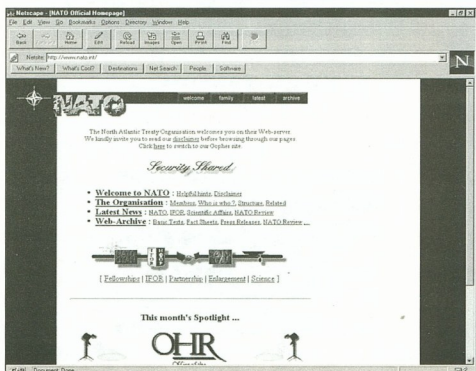 Netscape - [NATO Official Homepage]
File Edit View Go Bookmarks Options Directory Window Help
Back Home Edit Reload Images Open Print Find
Netsite: http://www.nato.int/
What's New? What's Cool? Destinations Net Search People Software
N
NATO
welcome family latest archive
The North Atlantic Treaty Organisation welcomes you on their Web-server.
We kindly invite you to read our disclaimer before browsing through our pages.
Click here to switch to our Gopher site.
Security Shared
Welcome to NATO : Helpful hints, Disclaimer
The Organisation : Members, Who is who ?, Structure, Related
Latest News : NATO, IFOR, Scientific Affairs, NATO Review
Web-Archive : Basic Texts, Fact Sheets, Press Releases, NATO Review ...
[ Fellowships | IFOR | Partnership | Enlargement | Science ]
This month's Spotlight ...
OHR
Office of the
Document: Done